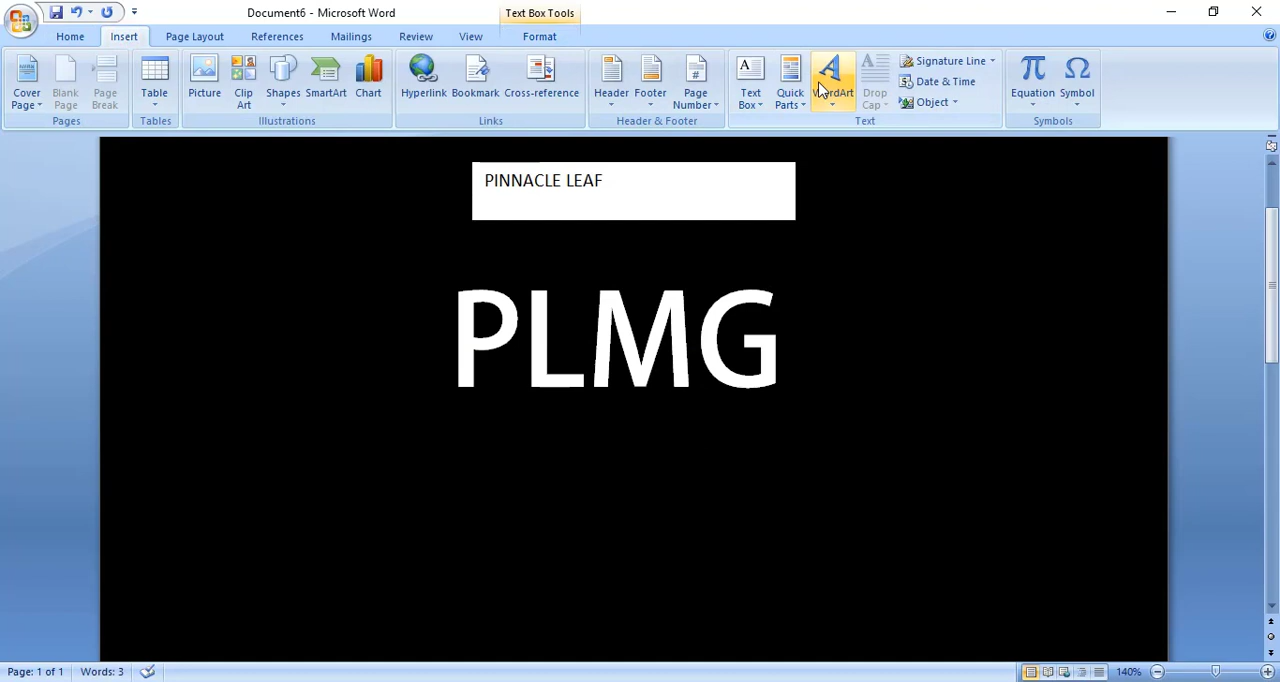 Document6 - Microsoft Word
Text Box Tools
Home
Insert
Page Layout
References
Mailings
Review
View
Format
Cover
Page
Blank
Page
Page
Break
Pages
Table
Tables
Picture
Clip
Art
Shapes
SmartArt
Chart
Illustrations
Hyperlink
Bookmark
Cross-reference
Links
Header
Footer
Page
Number
Header & Footer
Text
Box
Quick
Parts
WordArt
Drop
Cap
Signature Line
Date & Time
Object
Text
Equation
Symbol
Symbols
PINNACLE LEAF
PLMG
Page: 1 of 1
Words: 3
140%